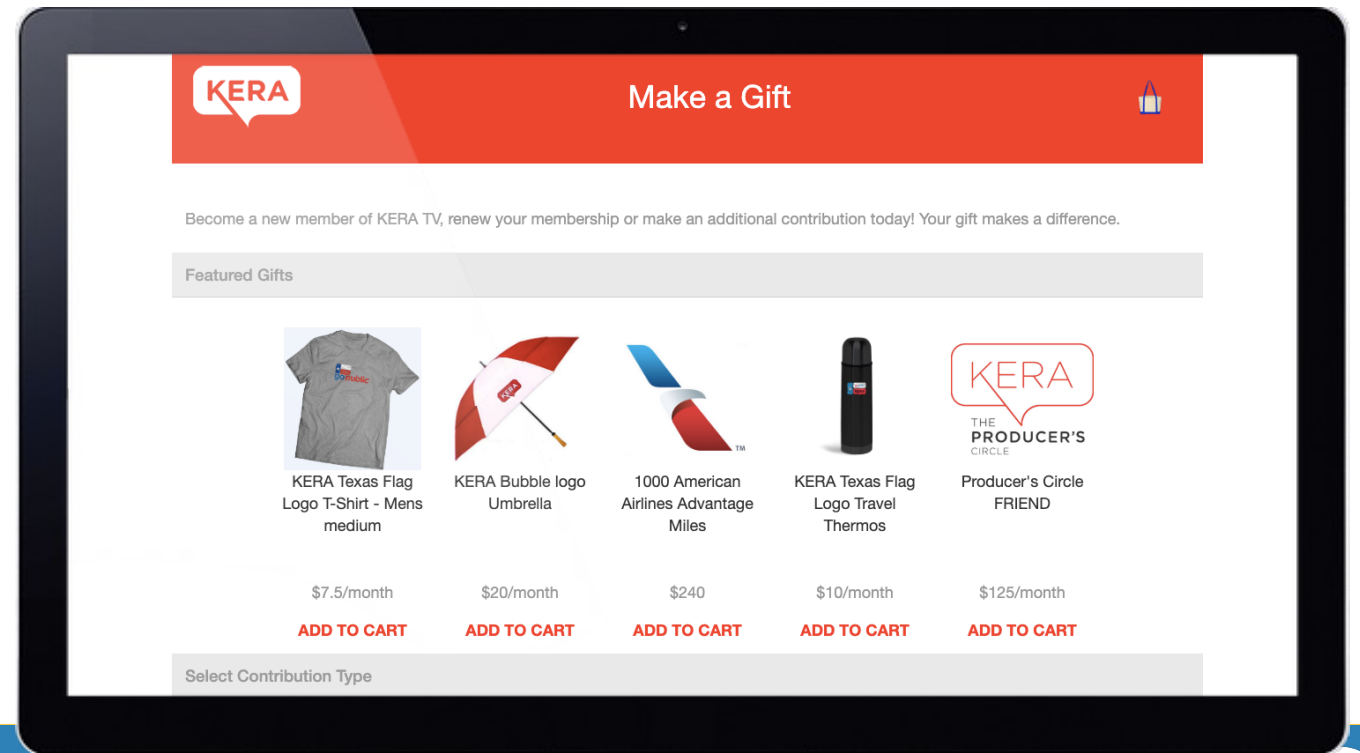 KERA
Make a Gift
Become a new member of KERA TV, renew your membership or make an additional contribution today! Your gift makes a difference.
Featured Gifts
public
KERA
TM
KERA
THE
PRODUCER'S
CIRCLE
KERA Texas Flag
Logo T-Shirt - Mens
medium
KERA Bubble logo
Umbrella
1000 American
Airlines Advantage
Miles
KERA Texas Flag
Logo Travel
Thermos
Producer's Circle
FRIEND
$7.5/month
$20/month
$240
$10/month
$125/month
ADD TO CART
ADD TO CART
ADD TO CART
ADD TO CART
ADD TO CART
Select Contribution Type